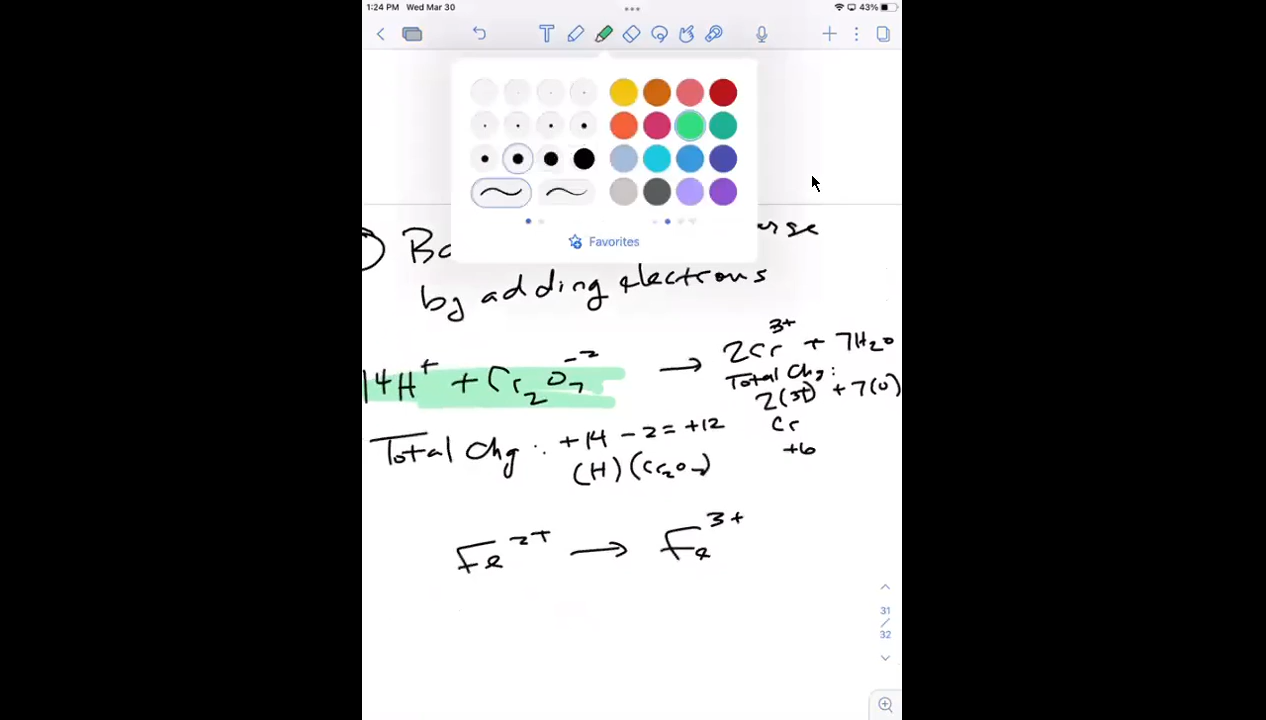 1:24 PM Wed Mar 30
43%
T
Favorites
by adding electrons
14H⁺ + Cr₂O₇⁻² → 2Cr³⁺ + 7H₂O
Total Chg:
2(3+) + 7(0)
Cr
+6
Total Chg: +14 - 2 = +12
(H) (Cr₂O₇)
Fe²⁺ → Fe³⁺
31
/
32